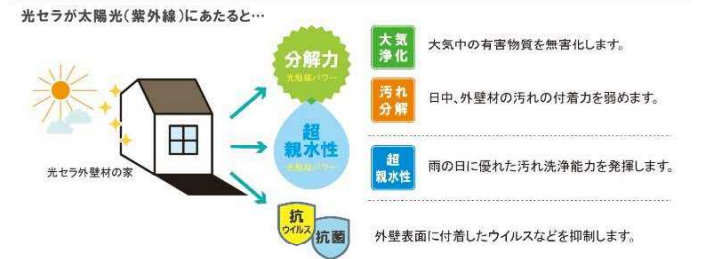 光セラが太陽光（紫外線）にあたると…
光セラ外壁材の家
分解力
光触媒パワー
超
親水性
光触媒パワー
抗
ウイルス
抗菌
大気
浄化
大気中の有害物質を無害化します。
汚れ
分解
日中、外壁材の汚れの付着力を弱めます。
超
親水性
雨の日に優れた汚れ洗浄能力を発揮します。
外壁表面に付着したウイルスなどを抑制します。